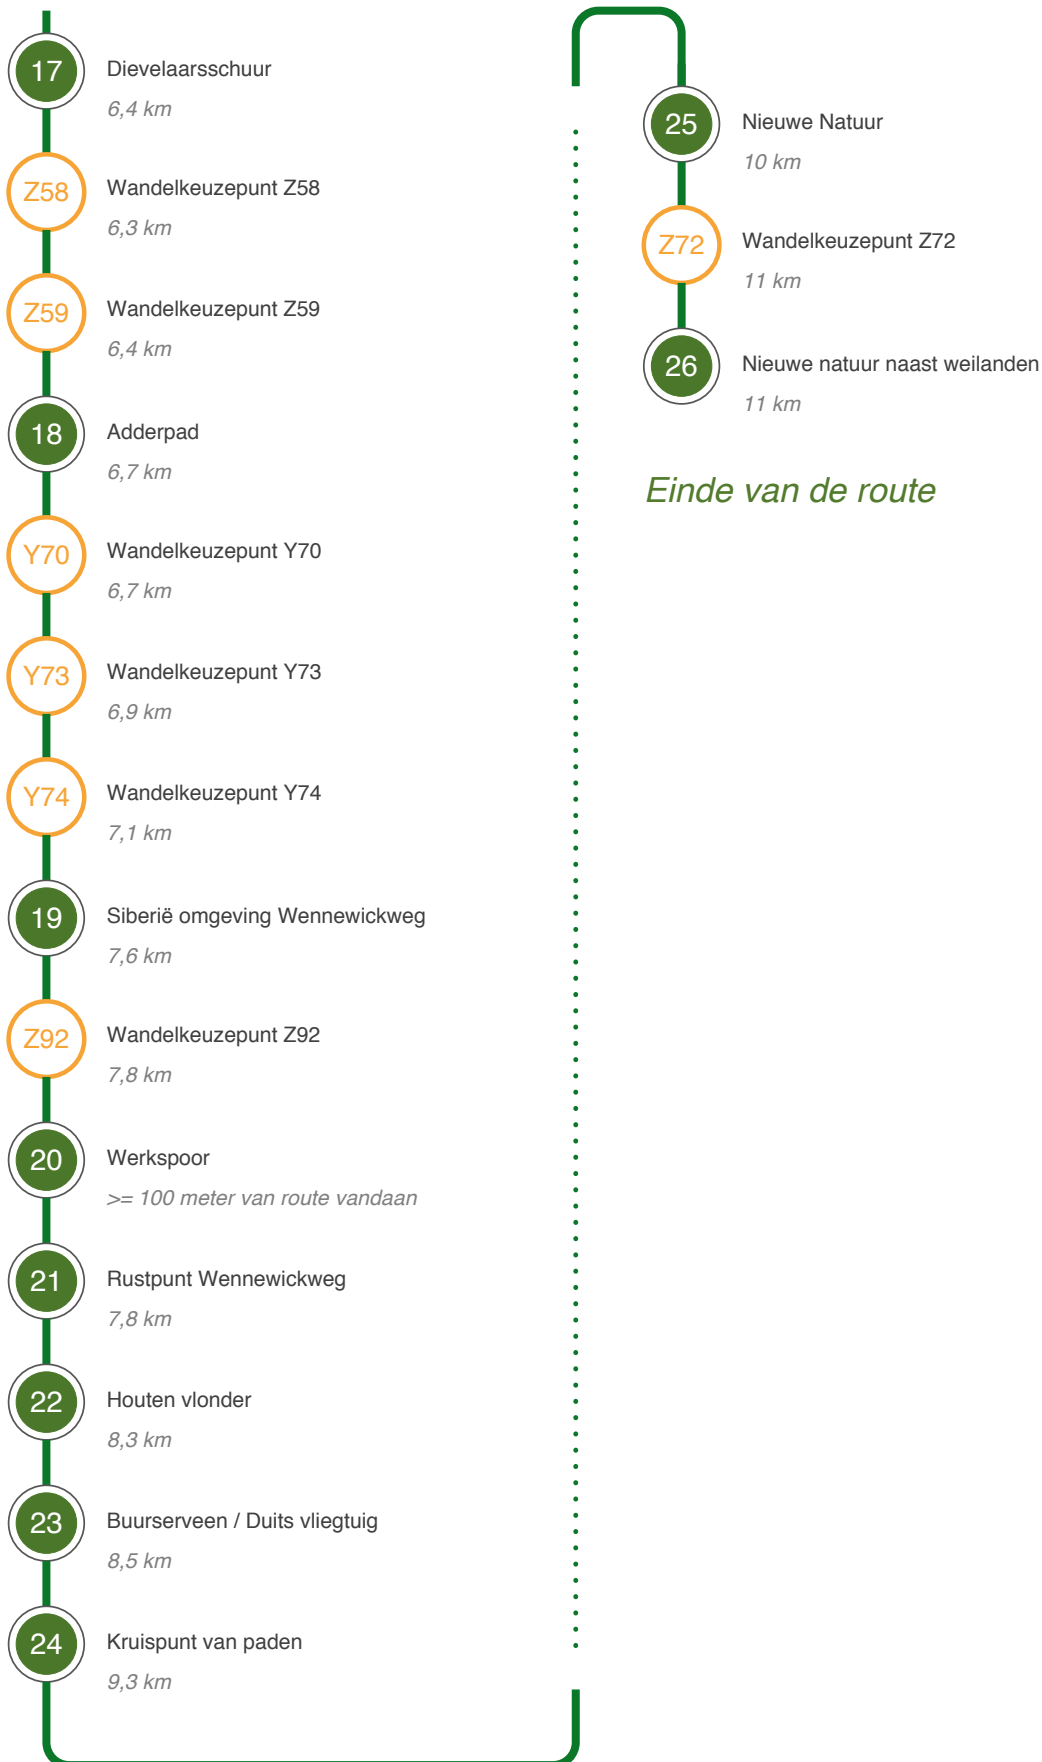 17
Dievelaarsschuur
6,4 km
Z58
Wandelkeuzepunt Z58
6,3 km
Z59
Wandelkeuzepunt Z59
6,4 km
18
Adderpad
6,7 km
Y70
Wandelkeuzepunt Y70
6,7 km
Y73
Wandelkeuzepunt Y73
6,9 km
Y74
Wandelkeuzepunt Y74
7,1 km
19
Siberië omgeving Wennewickweg
7,6 km
Z92
Wandelkeuzepunt Z92
7,8 km
20
Werkspoor
>= 100 meter van route vandaan
21
Rustpunt Wennewickweg
7,8 km
22
Houten vlonder
8,3 km
23
Buurserveen / Duits vliegtuig
8,5 km
24
Kruispunt van paden
9,3 km
25
Nieuwe Natuur
10 km
Z72
Wandelkeuzepunt Z72
11 km
26
Nieuwe natuur naast weilanden
11 km
Einde van de route